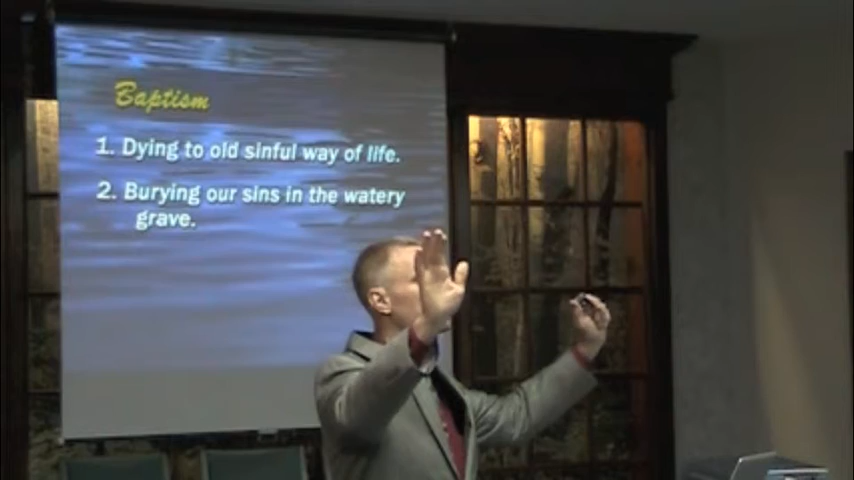 Baptism
1. Dying to old sinful way of life.
2. Burying our sins in the watery
grave.